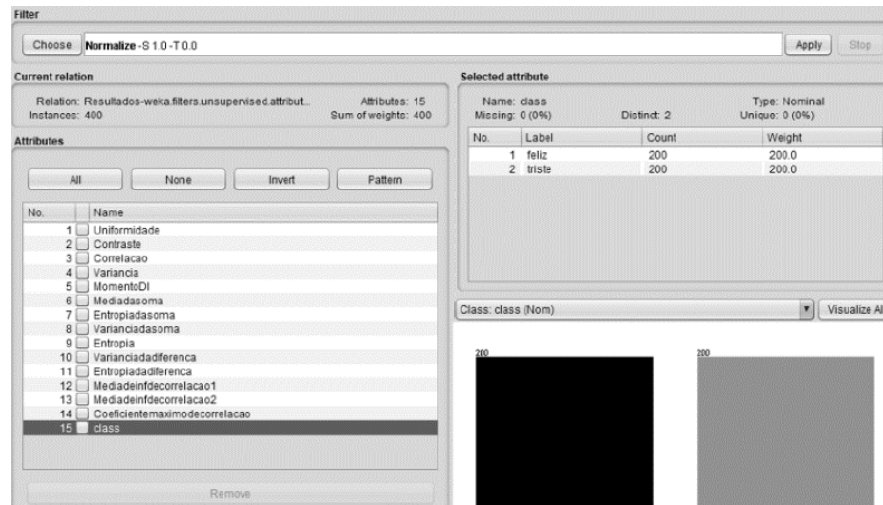 Filter
Choose Normalize -S 1.0 -T 0.0 Apply Stop
Current relation
Relation: Resultados-weka.filters.unsupervised.attribut... Attributes: 15
Instances: 400 Sum of weights: 400
Attributes
All None Invert Pattern
No. Name
1 Uniformidade
2 Contraste
3 Correlacao
4 Variancia
5 MomentoDI
6 Mediadasoma
7 Entropiadasoma
8 Varianciadasoma
9 Entropia
10 Varianciadadiferenca
11 Entropiadadiferenca
12 Mediadeinfdecorrelacao1
13 Mediadeinfdecorrelacao2
14 Coeficientemaximodecorrelacao
15 class
Remove
Selected attribute
Name: class Type: Nominal
Missing: 0 (0%) Distinct: 2 Unique: 0 (0%)
No. Label Count Weight
1 feliz 200 200.0
2 triste 200 200.0
Class: class (Nom) Visualize All
200 200